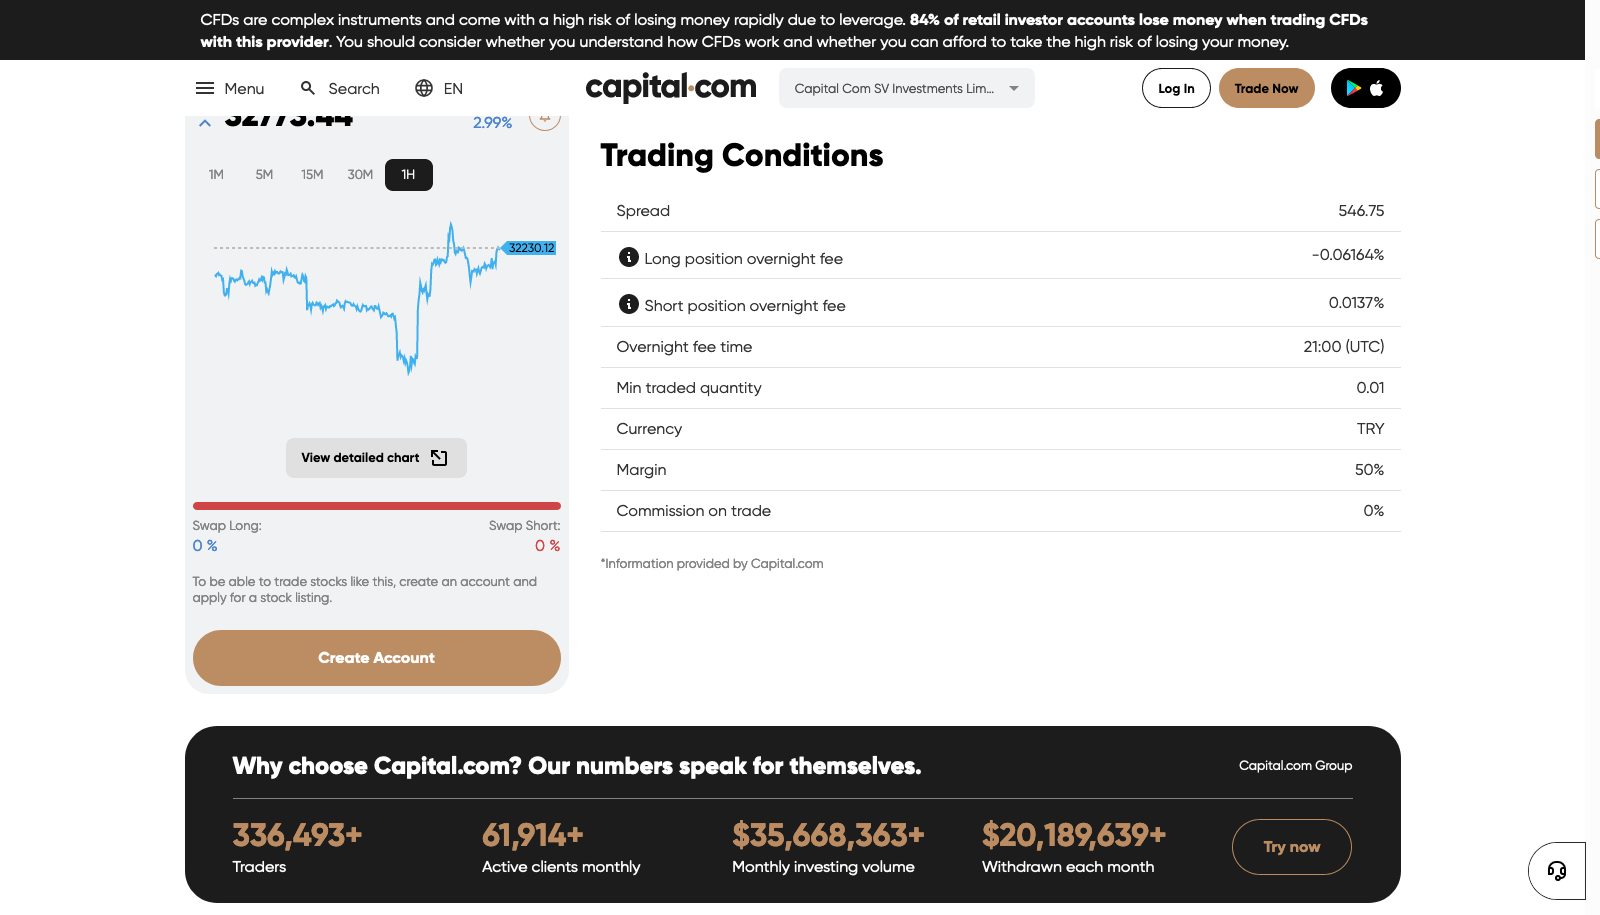 CFDs are complex instruments and come with a high risk of losing money rapidly due to leverage. 84% of retail investor accounts lose money when trading CFDs
with this provider. You should consider whether you understand how CFDs work and whether you can afford to take the high risk of losing your money.
Menu
Search
EN
capital.com
Capital Com SV Investments Lim...
Log In
Trade Now
32773.44
2.99%
1M
5M
15M
30M
1H
32230.12
View detailed chart
Swap Long:
Swap Short:
0 %
0 %
To be able to trade stocks like this, create an account and
apply for a stock listing.
Create Account
Trading Conditions
Spread
546.75
Long position overnight fee
-0.06164%
Short position overnight fee
0.0137%
Overnight fee time
21:00 (UTC)
Min traded quantity
0.01
Currency
TRY
Margin
50%
Commission on trade
0%
*Information provided by Capital.com
Why choose Capital.com? Our numbers speak for themselves.
Capital.com Group
336,493+
Traders
61,914+
Active clients monthly
$35,668,363+
Monthly investing volume
$20,189,639+
Withdrawn each month
Try now